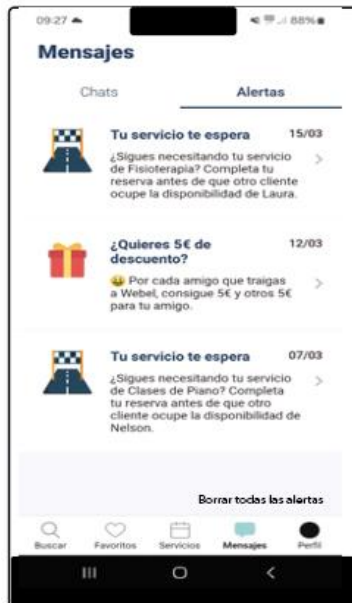 09:27
88%
Mensajes
Chats
Alertas
Tu servicio te espera 15/03
¿Sigues necesitando tu servicio
de Fisioterapia? Completa tu
reserva antes de que otro cliente
ocupe la disponibilidad de Laura.
¿Quieres 5€ de 12/03
descuento?
Por cada amigo que traigas
a Webel, consigue 5€ y otros 5€
para tu amigo.
Tu servicio te espera 07/03
¿Sigues necesitando tu servicio
de Clases de Piano? Completa
tu reserva antes de que otro
cliente ocupe la disponibilidad de
Nelson.
Borrar todas las alertas
Buscar Favoritos Servicios Mensajes Perfil